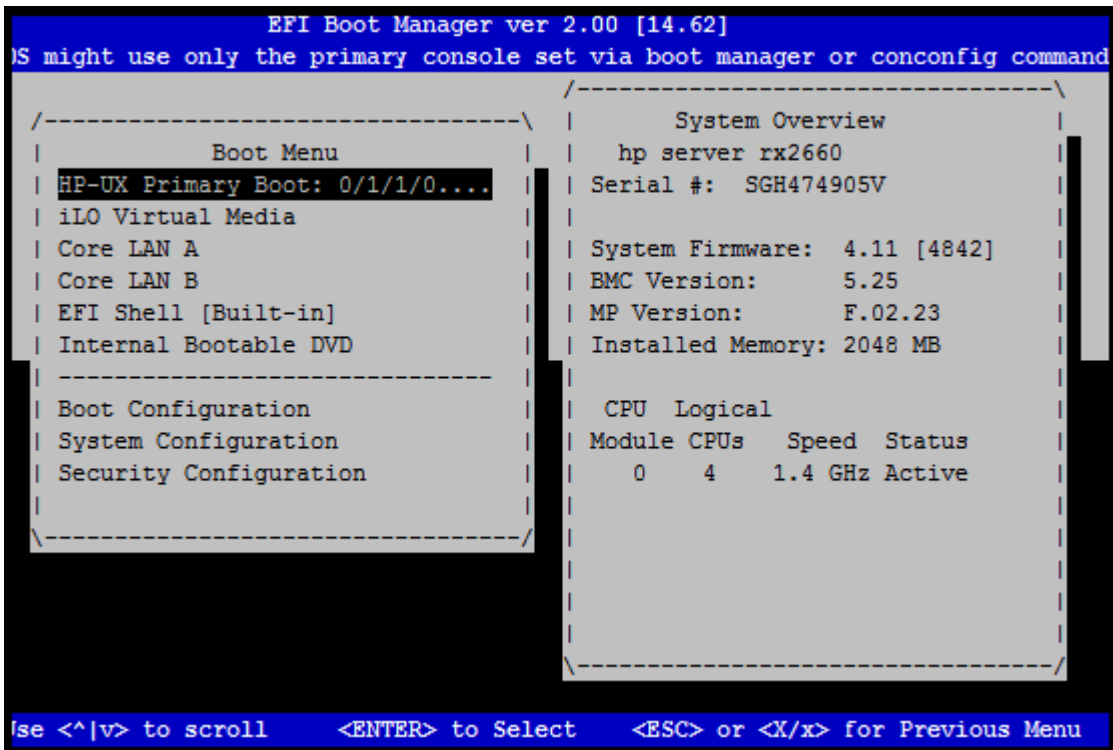 EFI Boot Manager ver 2.00 [14.62]
OS might use only the primary console set via boot manager or conconfig command
/----------------------------------\
Boot Menu
HP-UX Primary Boot: 0/1/1/0....
iLO Virtual Media
Core LAN A
Core LAN B
EFI Shell [Built-in]
Internal Bootable DVD
-------------------------------
Boot Configuration
System Configuration
Security Configuration
\----------------------------------/
/----------------------------------\
System Overview
hp server rx2660
Serial #: SGH474905V
System Firmware: 4.11 [4842]
BMC Version: 5.25
MP Version: F.02.23
Installed Memory: 2048 MB
CPU Logical
Module CPUs Speed Status
0 4 1.4 GHz Active
\----------------------------------/
Use <^|v> to scroll <ENTER> to Select <ESC> or <X/x> for Previous Menu